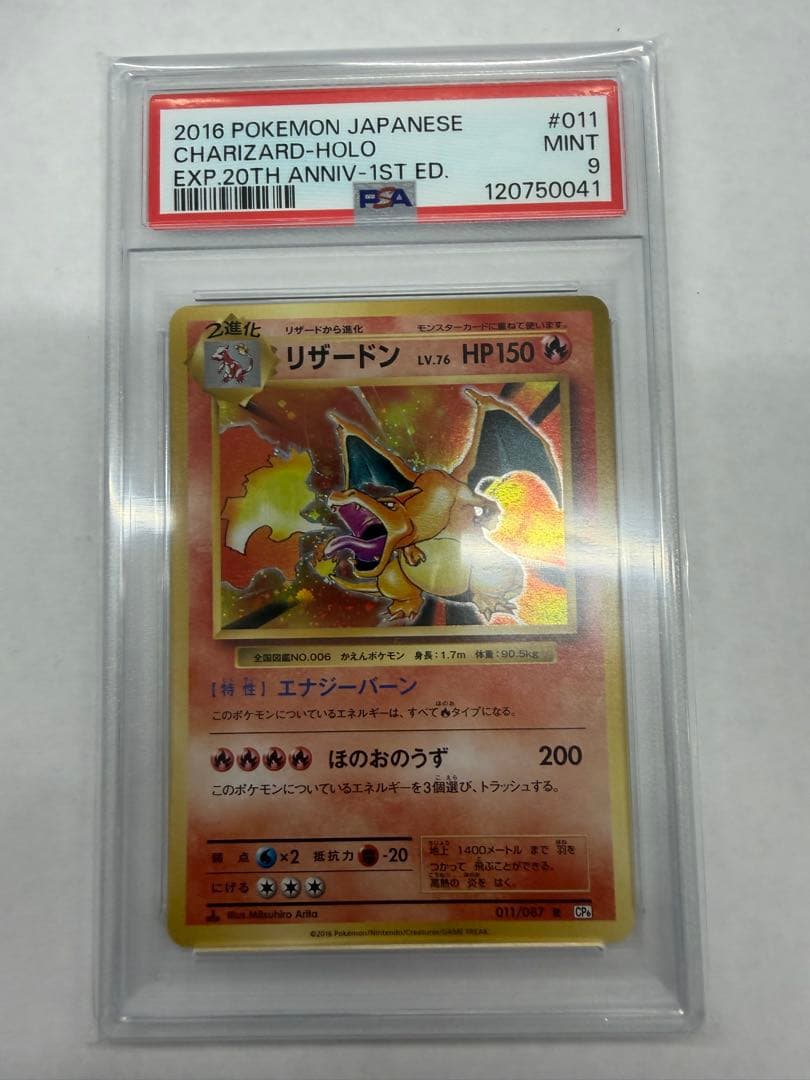 2016 POKEMON JAPANESE #011
CHARIZARD-HOLO MINT
EXP.20TH ANNIV-1ST ED. 9
PSA 120750041
2進化 リザードから進化 モンスターカードに重ねて使います。
リザードン LV.76 HP150
全国図鑑NO.006 かえんポケモン 身長:1.7m 体重:90.5kg
[特性] エナジーバーン
このポケモンについているエネルギーは、すべてタイプになる。
ほのおのうず 200
このポケモンについているエネルギーを3個選び、トラッシュする。
弱点 ×2 抵抗力 -20
にげる
地上 1400メートル まで 羽を
つかって 飛ぶことができる。
高熱の 炎を はく。
Illus. Mitsuhiro Arita 011/087 R CP6
©2016 Pokémon/Nintendo/Creatures/GAME FREAK.